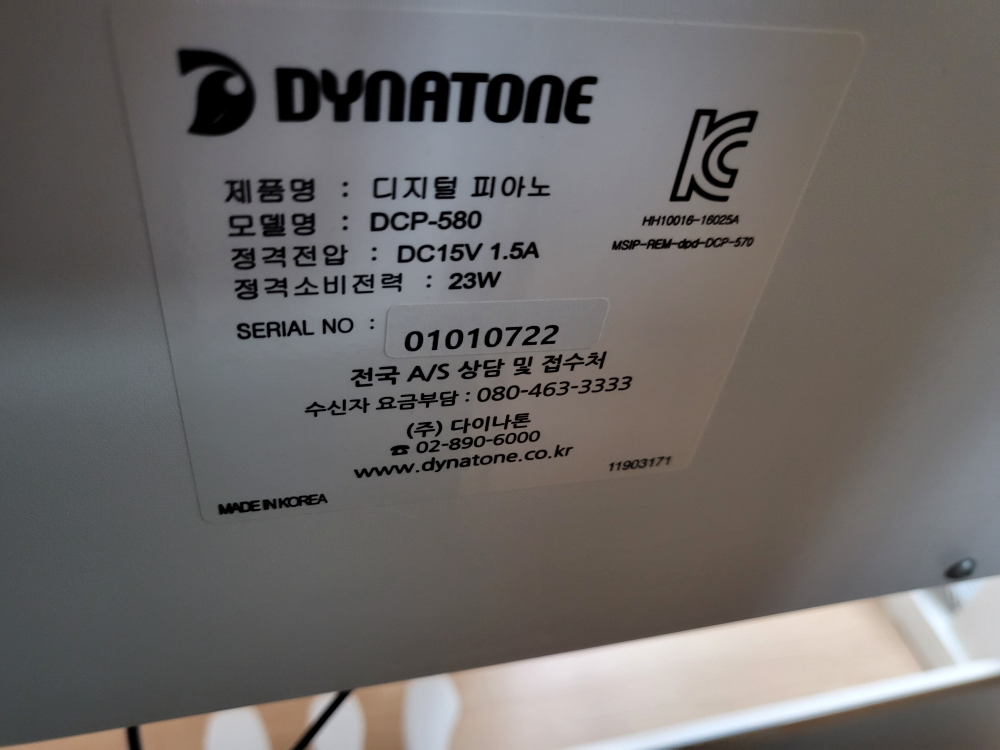 DYNATONE
KC
HH10016-16025A
MSIP-REM-dpd-DCP-570
제품명 : 디지털 피아노
모델명 : DCP-580
정격전압 : DC15V 1.5A
정격소비전력 : 23W
SERIAL NO : 01010722
전국 A/S 상담 및 접수처
수신자 요금부담 : 080-463-3333
(주) 다이나톤
☎ 02-890-6000
www.dynatone.co.kr
11903171
MADE IN KOREA